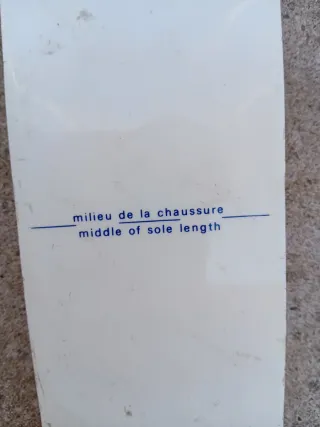 milieu de la chaussure
middle of sole length